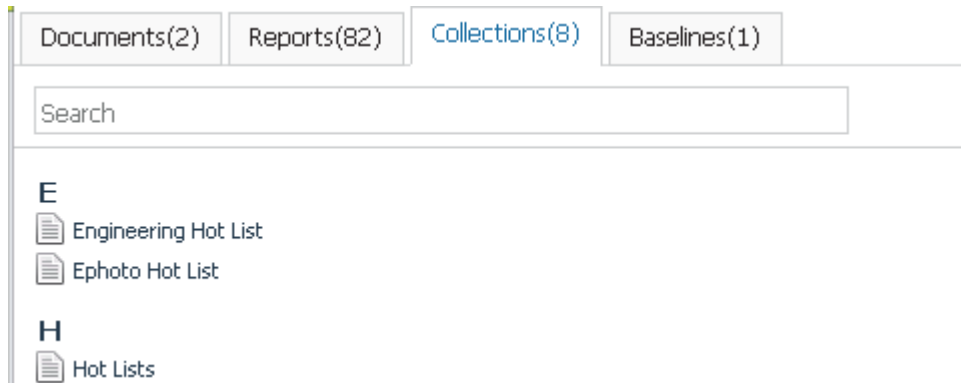 Documents(2) Reports(82) Collections(8) Baselines(1)
Search
E
Engineering Hot List
Ephoto Hot List
H
Hot Lists